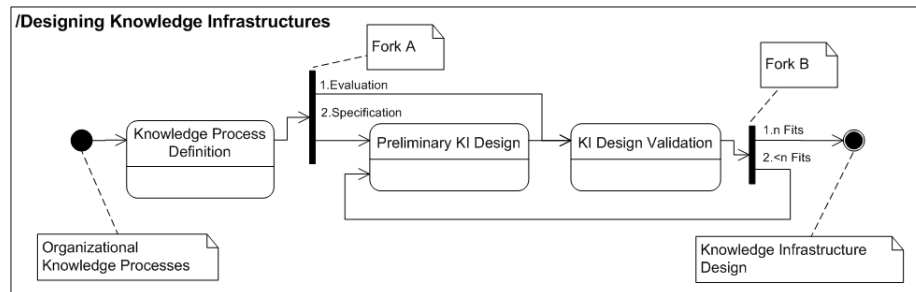 /Designing Knowledge Infrastructures
Fork A
Fork B
1.Evaluation
2.Specification
Knowledge Process
Definition
Preliminary KI Design
KI Design Validation
1.n Fits
2.<n Fits
Organizational
Knowledge Processes
Knowledge Infrastructure
Design